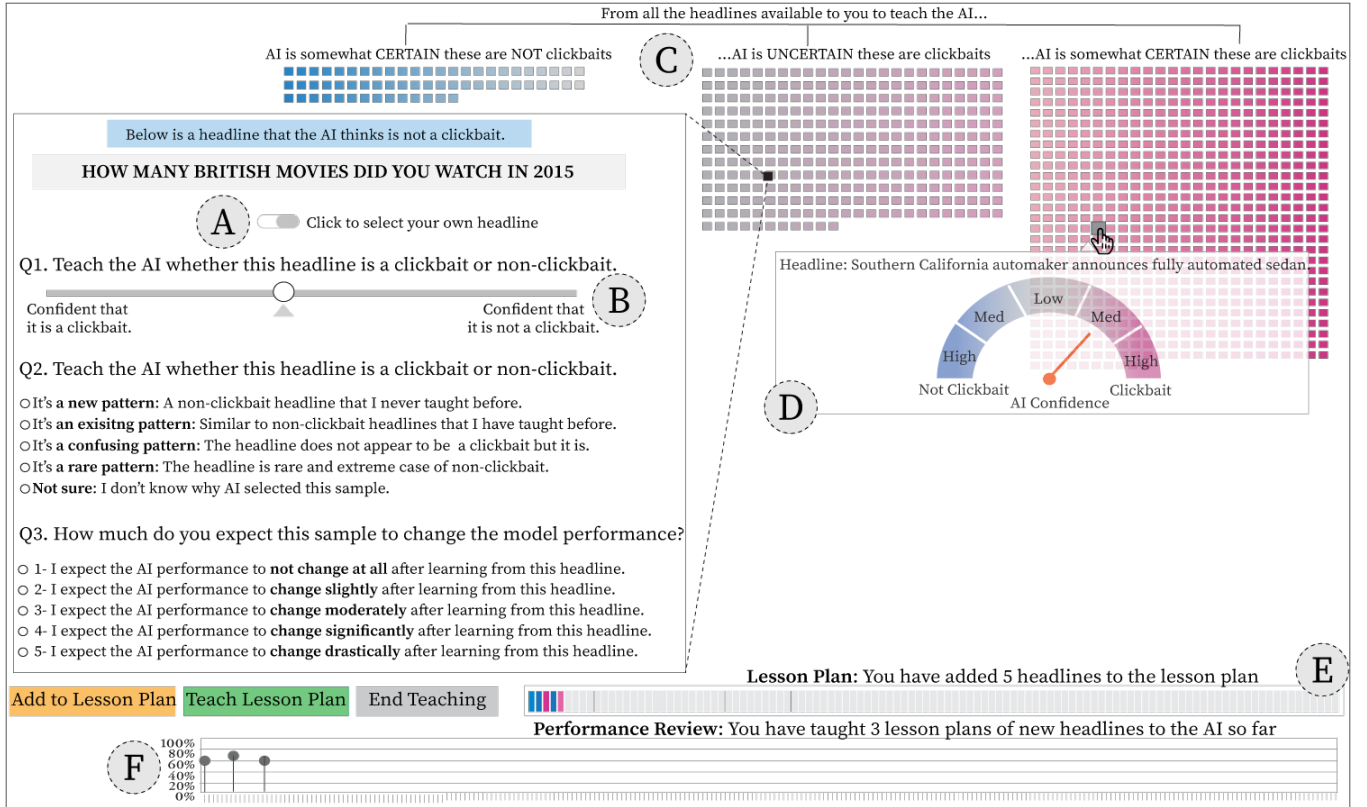 From all the headlines available to you to teach the AI...
AI is somewhat CERTAIN these are NOT clickbaits
C
...AI is UNCERTAIN these are clickbaits
...AI is somewhat CERTAIN these are clickbaits
Below is a headline that the AI thinks is not a clickbait.
HOW MANY BRITISH MOVIES DID YOU WATCH IN 2015
A
Click to select your own headline
Q1. Teach the AI whether this headline is a clickbait or non-clickbait.
B
Confident that
it is a clickbait.
Confident that
it is not a clickbait.
Q2. Teach the AI whether this headline is a clickbait or non-clickbait.
It's a new pattern: A non-clickbait headline that I never taught before.
It's an exisitng pattern: Similar to non-clickbait headlines that I have taught before.
It's a confusing pattern: The headline does not appear to be a clickbait but it is.
It's a rare pattern: The headline is rare and extreme case of non-clickbait.
Not sure: I don't know why AI selected this sample.
Q3. How much do you expect this sample to change the model performance?
1- I expect the AI performance to not change at all after learning from this headline.
2- I expect the AI performance to change slightly after learning from this headline.
3- I expect the AI performance to change moderately after learning from this headline.
4- I expect the AI performance to change significantly after learning from this headline.
5- I expect the AI performance to change drastically after learning from this headline.
Headline: Southern California automaker announces fully automated sedan.
Low
Med
Med
High
High
Not Clickbait
Clickbait
AI Confidence
D
Add to Lesson Plan
Teach Lesson Plan
End Teaching
Lesson Plan: You have added 5 headlines to the lesson plan
E
Performance Review: You have taught 3 lesson plans of new headlines to the AI so far
F
100%
80%
60%
40%
20%
0%